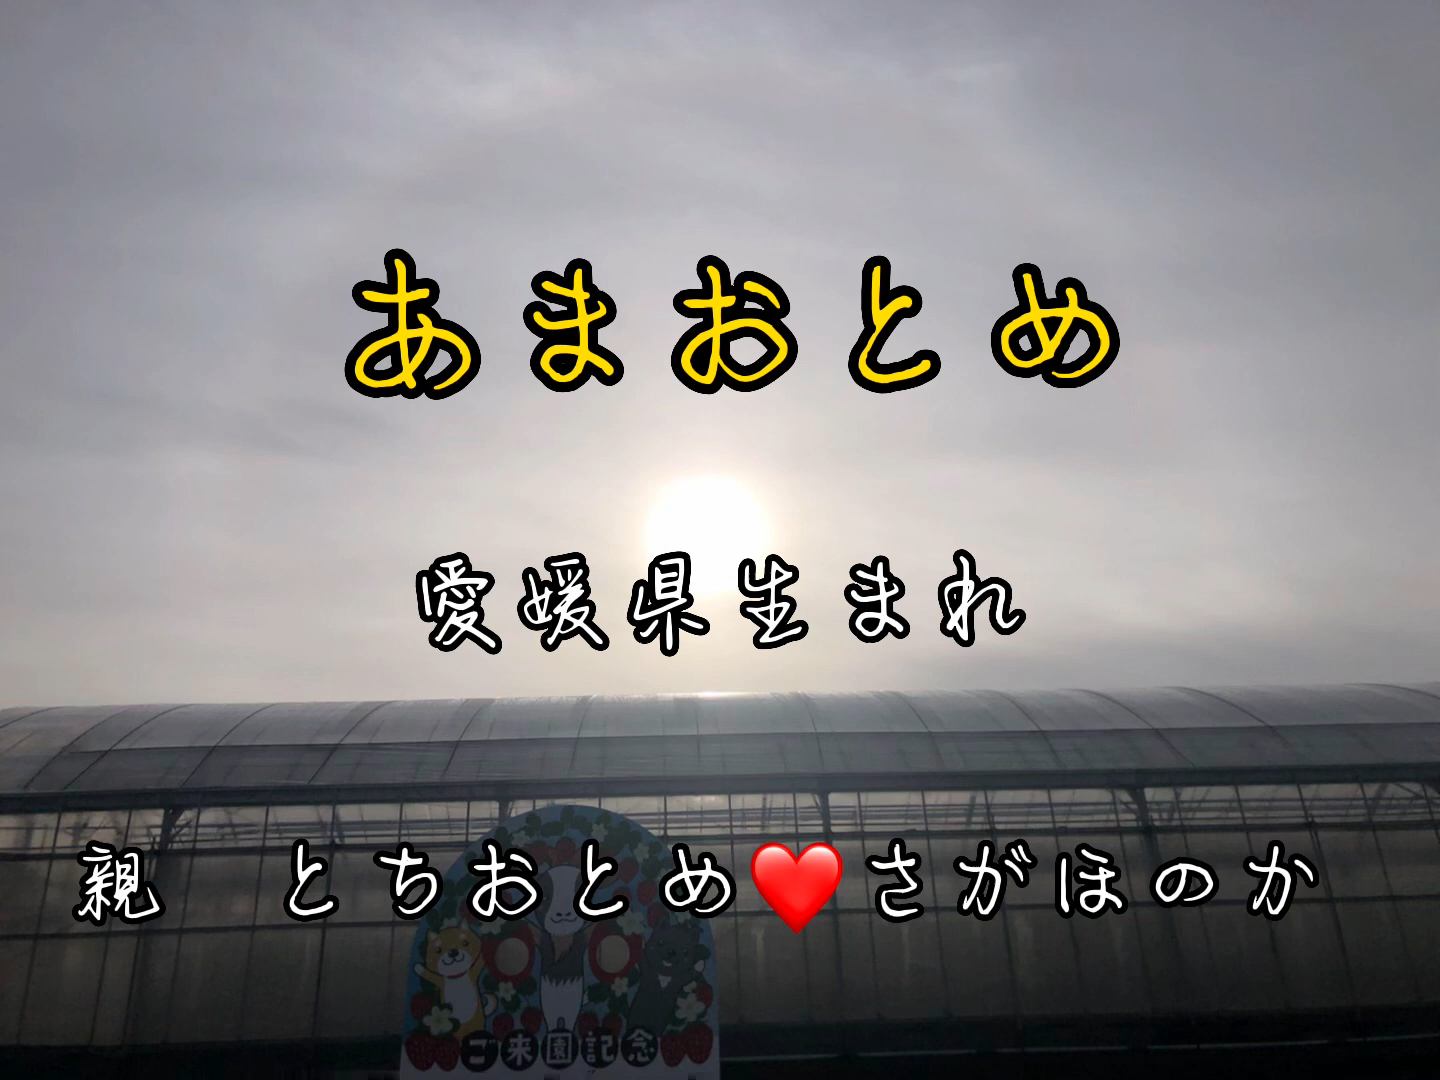 あまおとめ
愛媛県生まれ
親　とちおとめ❤️さがほのか
ご来園記念